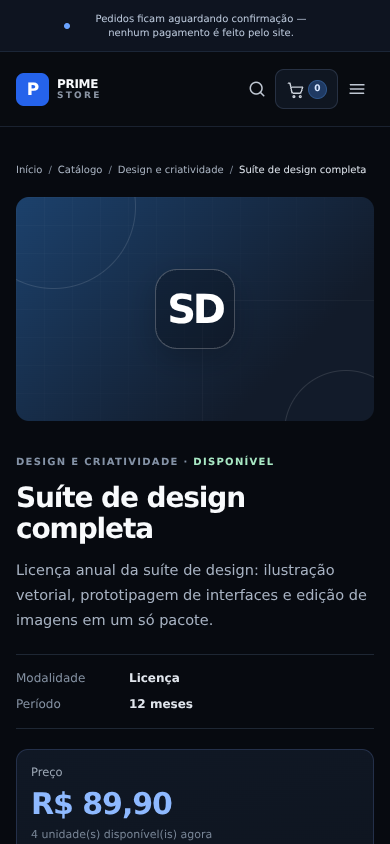 Pedidos ficam aguardando confirmação —
nenhum pagamento é feito pelo site.
P
PRIME
STORE
0
Início / Catálogo / Design e criatividade / Suíte de design completa
SD
DESIGN E CRIATIVIDADE · DISPONÍVEL
Suíte de design
completa
Licença anual da suíte de design: ilustração
vetorial, prototipagem de interfaces e edição de
imagens em um só pacote.
Modalidade Licença
Período 12 meses
Preço
R$ 89,90
4 unidade(s) disponível(is) agora